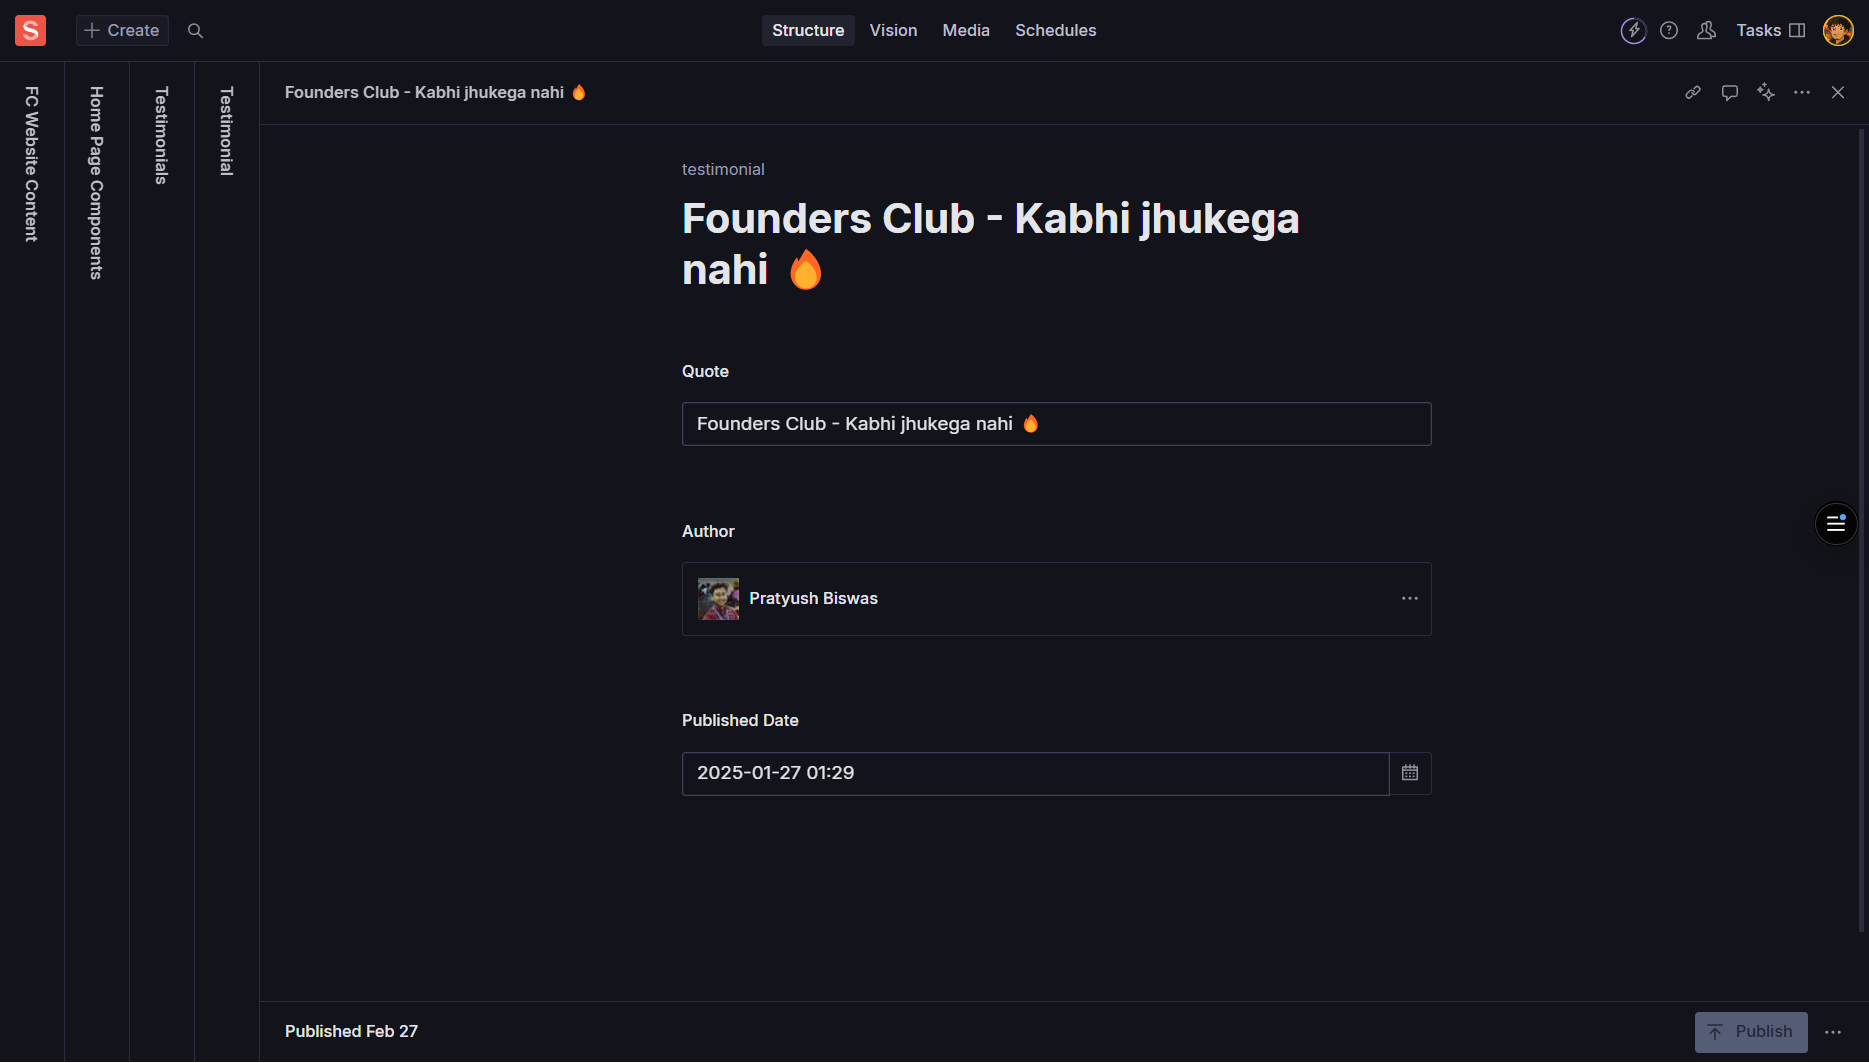 S
Create
Structure
Vision
Media
Schedules
Tasks
FC Website Content
Home Page Components
Testimonials
Testimonial
Founders Club - Kabhi jhukega nahi 🔥
testimonial
Founders Club - Kabhi jhukega
nahi 🔥
Quote
Founders Club - Kabhi jhukega nahi 🔥
Author
Pratyush Biswas
Published Date
2025-01-27 01:29
Published Feb 27
Publish